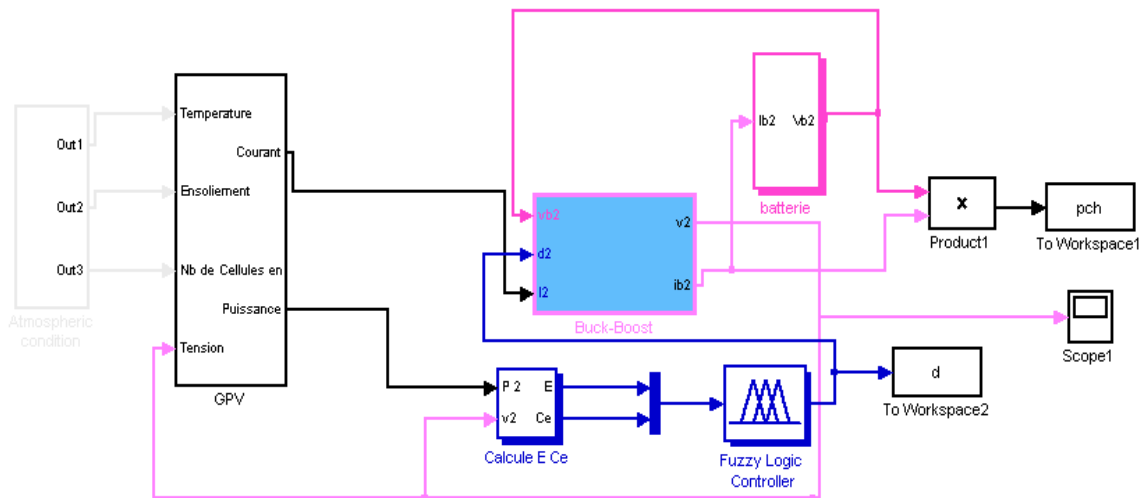 Out1
Out2
Out3
Atmospheric
condition
Temperature
Courant
Ensoliement
Nb de Cellules en
Puissance
Tension
GPV
vb2
d2
I2
v2
ib2
Buck-Boost
Ib2
Vb2
batterie
x
Product1
pch
To Workspace1
Scope1
d
To Workspace2
P 2
E
v2
Ce
Calcule E Ce
Fuzzy Logic
Controller